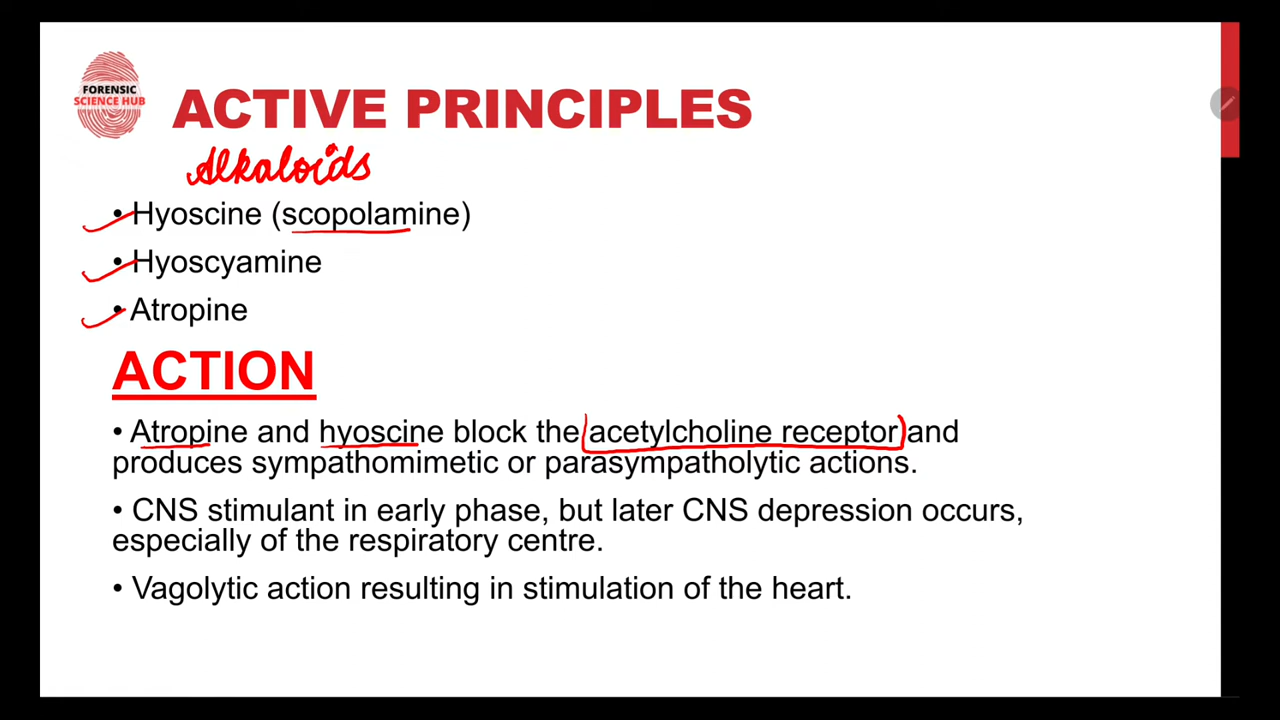 FORENSIC
SCIENCE HUB
ACTIVE PRINCIPLES
Alkaloids
• Hyoscine (scopolamine)
• Hyoscyamine
• Atropine
ACTION
• Atropine and hyoscine block the acetylcholine receptor and
produces sympathomimetic or parasympatholytic actions.
• CNS stimulant in early phase, but later CNS depression occurs,
especially of the respiratory centre.
• Vagolytic action resulting in stimulation of the heart.